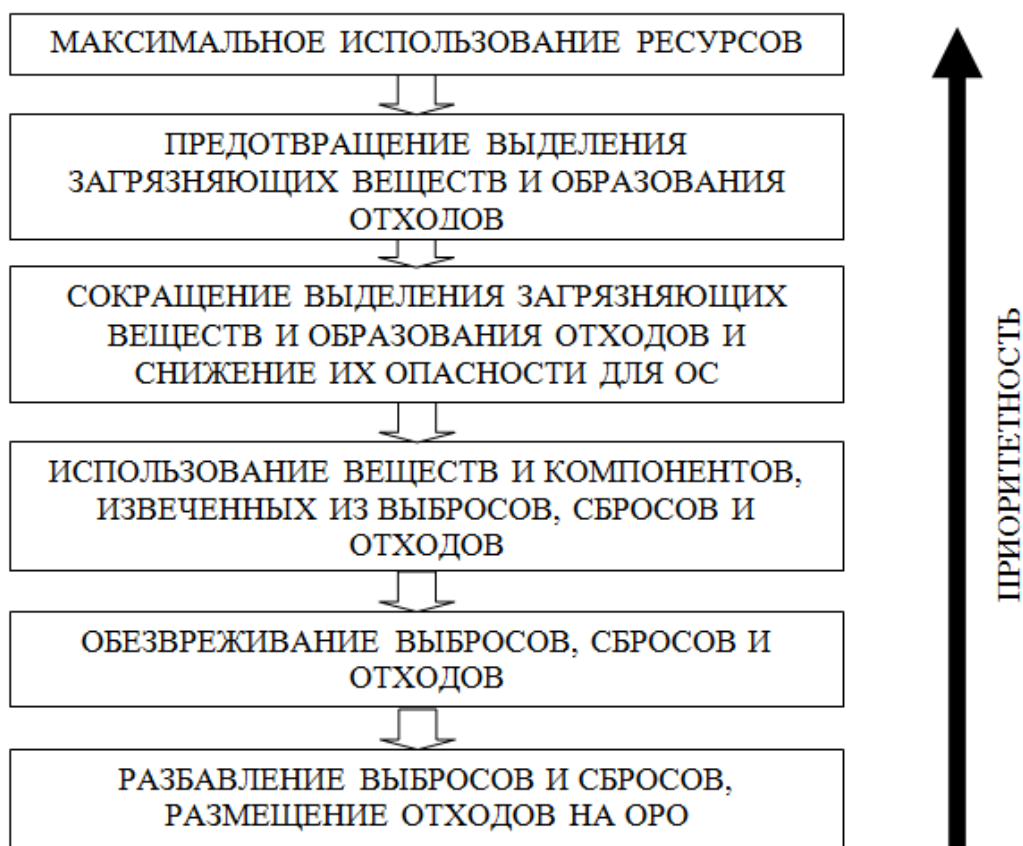 МАКСИМАЛЬНОЕ ИСПОЛЬЗОВАНИЕ РЕСУРСОВ
ПРЕДОТВРАЩЕНИЕ ВЫДЕЛЕНИЯ
ЗАГРЯЗНЯЮЩИХ ВЕЩЕСТВ И ОБРАЗОВАНИЯ
ОТХОДОВ
СОКРАЩЕНИЕ ВЫДЕЛЕНИЯ ЗАГРЯЗНЯЮЩИХ
ВЕЩЕСТВ И ОБРАЗОВАНИЯ ОТХОДОВ И
СНИЖЕНИЕ ИХ ОПАСНОСТИ ДЛЯ ОС
ИСПОЛЬЗОВАНИЕ ВЕЩЕСТВ И КОМПОНЕНТОВ,
ИЗВЕЧЕННЫХ ИЗ ВЫБРОСОВ, СБРОСОВ И
ОТХОДОВ
ОБЕЗВРЕЖИВАНИЕ ВЫБРОСОВ, СБРОСОВ И
ОТХОДОВ
РАЗБАВЛЕНИЕ ВЫБРОСОВ И СБРОСОВ,
РАЗМЕЩЕНИЕ ОТХОДОВ НА ОРО
ПРИОРИТЕТНОСТЬ